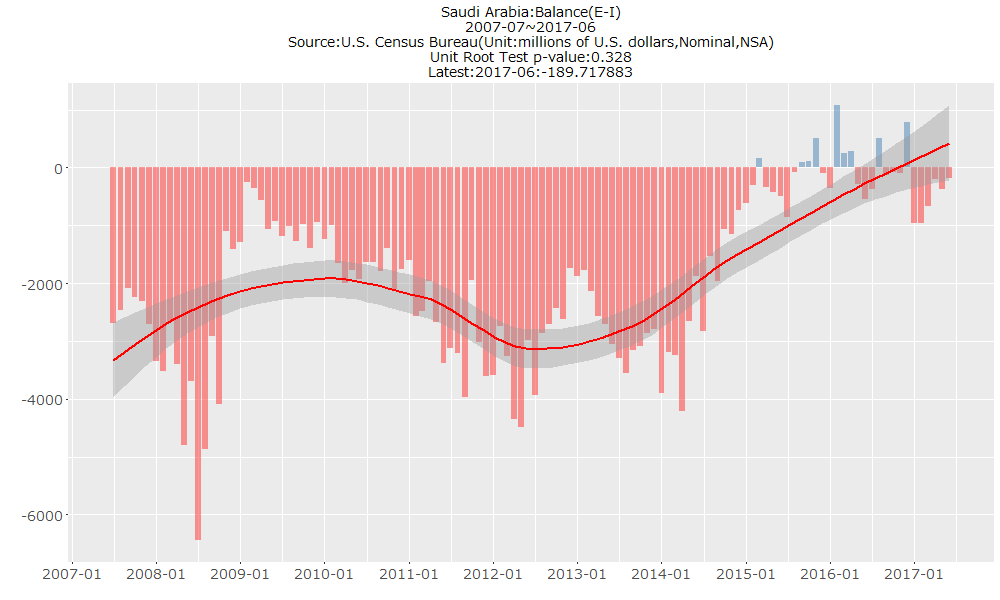 Saudi Arabia:Balance(E-I)
2007-07~2017-06
Source:U.S. Census Bureau(Unit:millions of U.S. dollars,Nominal,NSA)
Unit Root Test p-value:0.328
Latest:2017-06:-189.717883
0
-2000
-4000
-6000
2007-01 2008-01 2009-01 2010-01 2011-01 2012-01 2013-01 2014-01 2015-01 2016-01 2017-01